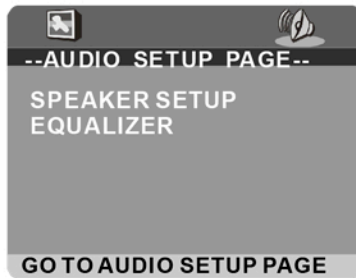 --AUDIO SETUP PAGE--
SPEAKER SETUP
EQUALIZER
GO TO AUDIO SETUP PAGE